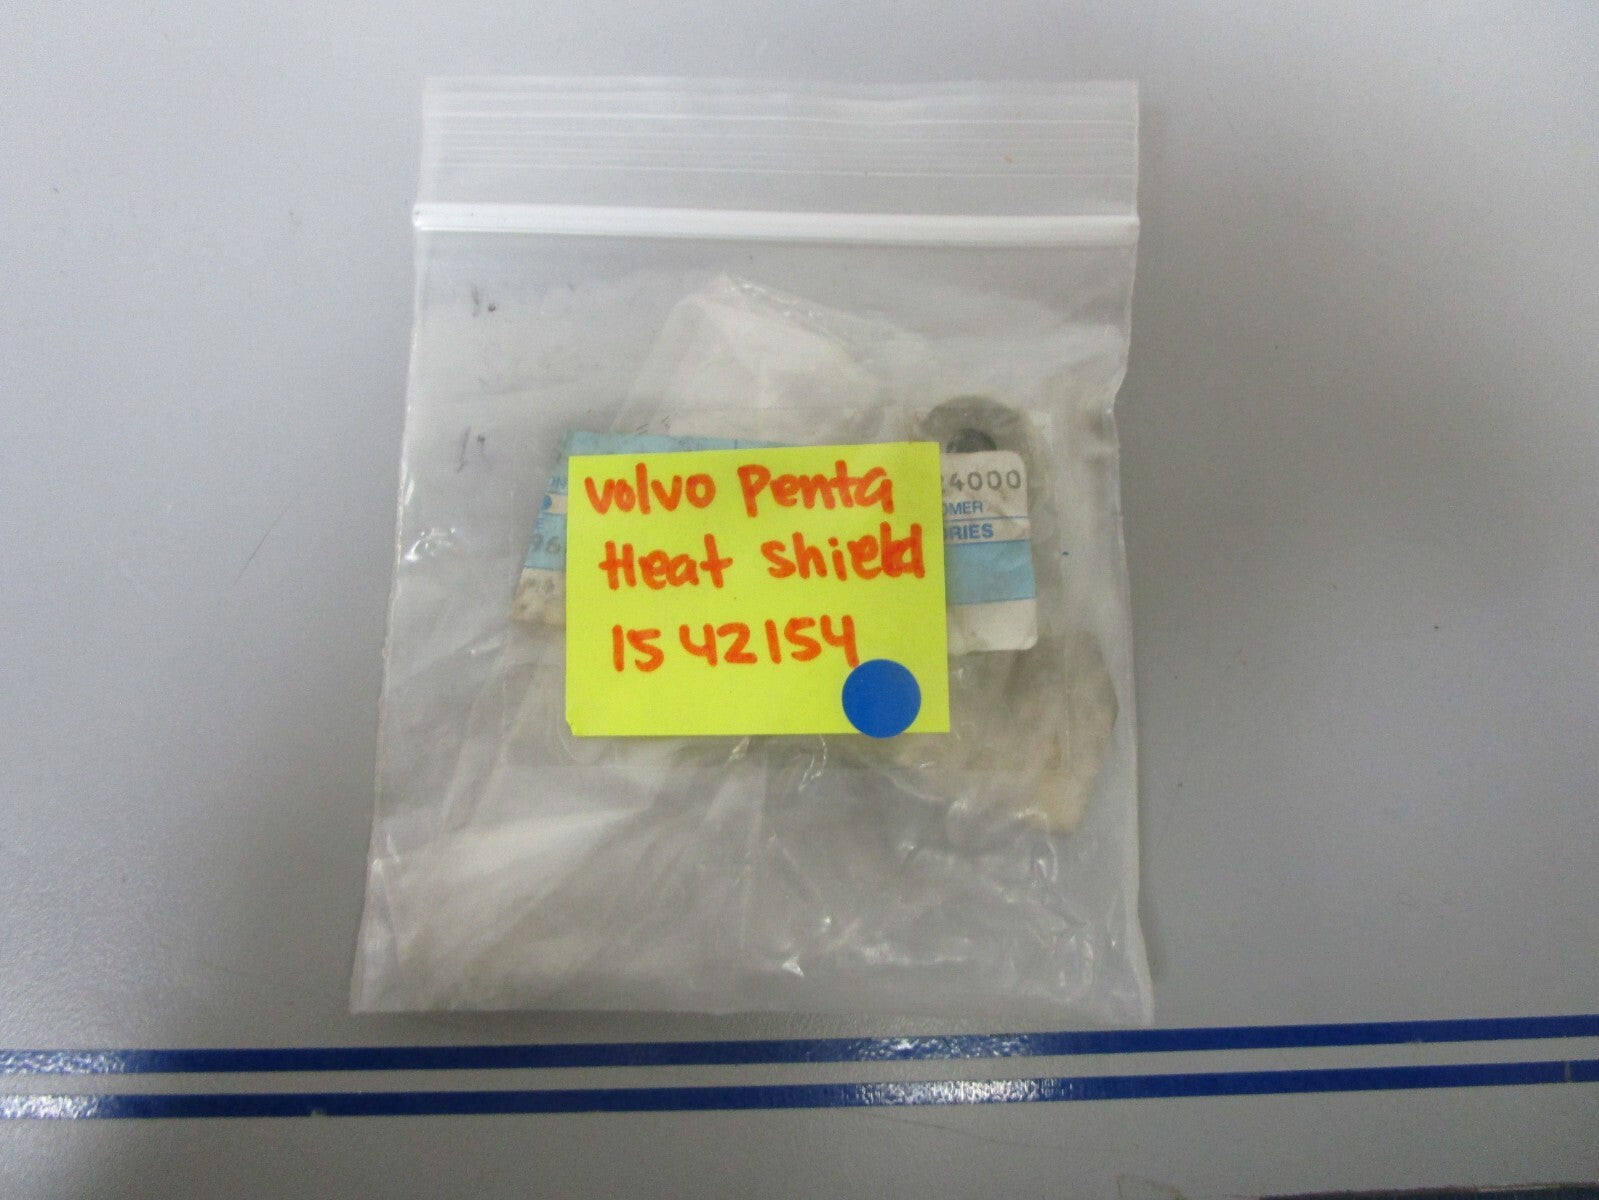 Volvo Penta
Heat Shield
1542154
24000
OMER
ORIES